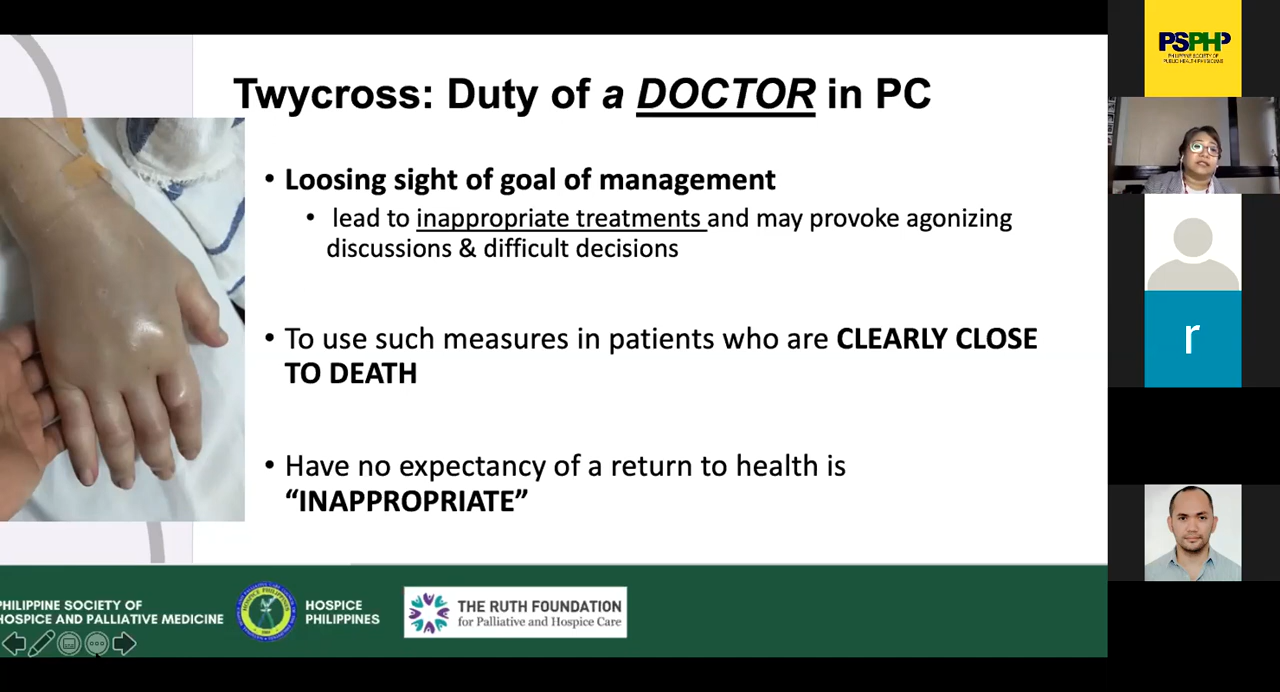 Twycross: Duty of a DOCTOR in PC
• Loosing sight of goal of management
• lead to inappropriate treatments and may provoke agonizing
discussions & difficult decisions
• To use such measures in patients who are CLEARLY CLOSE
TO DEATH
• Have no expectancy of a return to health is
“INAPPROPRIATE”
PHILIPPINE SOCIETY OF
HOSPICE AND PALLIATIVE MEDICINE
HOSPICE
PHILIPPINES
THE RUTH FOUNDATION
for Palliative and Hospice Care
PSPHP
PHILIPPINE SOCIETY OF
PUBLIC HEALTH PHYSICIANS
r